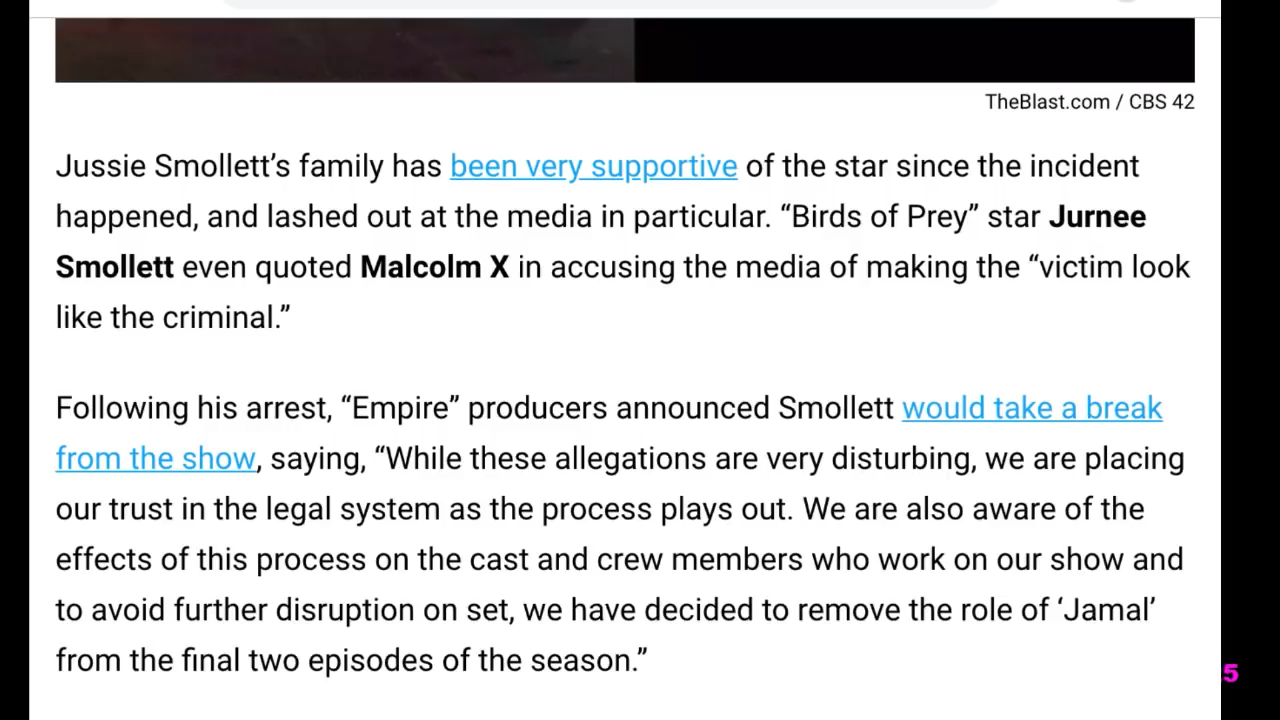 TheBlast.com / CBS 42
Jussie Smollett’s family has been very supportive of the star since the incident
happened, and lashed out at the media in particular. “Birds of Prey” star Jurnee
Smollett even quoted Malcolm X in accusing the media of making the “victim look
like the criminal.”
Following his arrest, “Empire” producers announced Smollett would take a break
from the show, saying, “While these allegations are very disturbing, we are placing
our trust in the legal system as the process plays out. We are also aware of the
effects of this process on the cast and crew members who work on our show and
to avoid further disruption on set, we have decided to remove the role of ‘Jamal’
from the final two episodes of the season.”
5